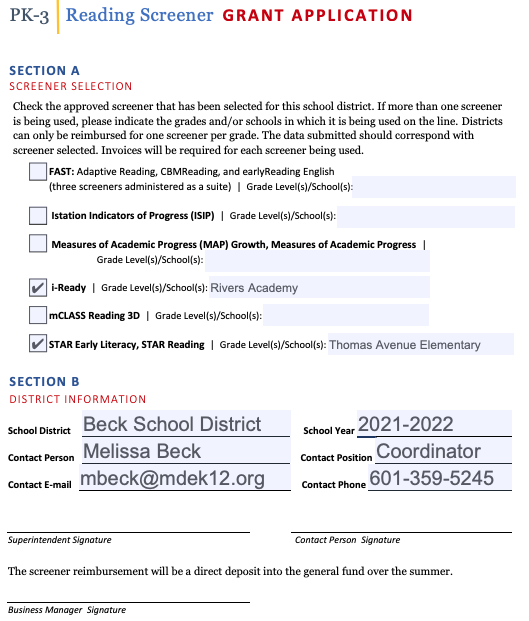 PK-3 | Reading Screener GRANT APPLICATION
SECTION A
SCREENER SELECTION
Check the approved screener that has been selected for this school district. If more than one screener
is being used, please indicate the grades and/or schools in which it is being used on the line. Districts
can only be reimbursed for one screener per grade. The data submitted should correspond with
screener selected. Invoices will be required for each screener being used.
FAST: Adaptive Reading, CBMReading, and earlyReading English
(three screeners administered as a suite) | Grade Level(s)/School(s):
Istation Indicators of Progress (ISIP) | Grade Level(s)/School(s):
Measures of Academic Progress (MAP) Growth, Measures of Academic Progress |
Grade Level(s)/School(s):
✔ i-Ready | Grade Level(s)/School(s): Rivers Academy
mCLASS Reading 3D | Grade Level(s)/School(s):
✔ STAR Early Literacy, STAR Reading | Grade Level(s)/School(s): Thomas Avenue Elementary
SECTION B
DISTRICT INFORMATION
School District Beck School District School Year 2021-2022
Contact Person Melissa Beck Contact Position Coordinator
Contact E-mail mbeck@mdek12.org Contact Phone 601-359-5245
Superintendent Signature Contact Person Signature
The screener reimbursement will be a direct deposit into the general fund over the summer.
Business Manager Signature